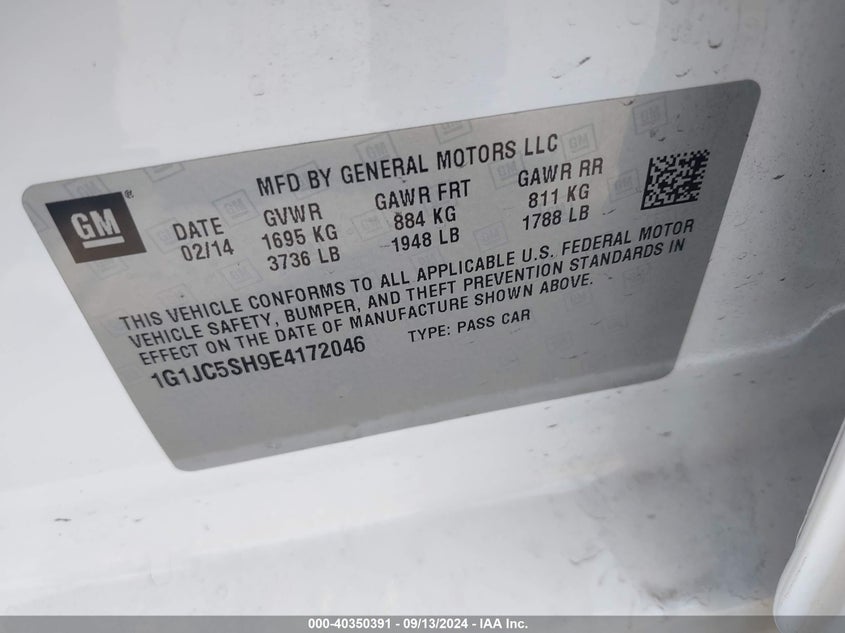 MFD BY GENERAL MOTORS LLC
GM®
DATE GVWR GAWR FRT GAWR RR
02/14 1695 KG 884 KG 811 KG
3736 LB 1948 LB 1788 LB
THIS VEHICLE CONFORMS TO ALL APPLICABLE U.S. FEDERAL MOTOR
VEHICLE SAFETY, BUMPER, AND THEFT PREVENTION STANDARDS IN
EFFECT ON THE DATE OF MANUFACTURE SHOWN ABOVE.
1G1JC5SH9E4172046 TYPE: PASS CAR
000-40350391 - 09/13/2024 - IAA Inc.